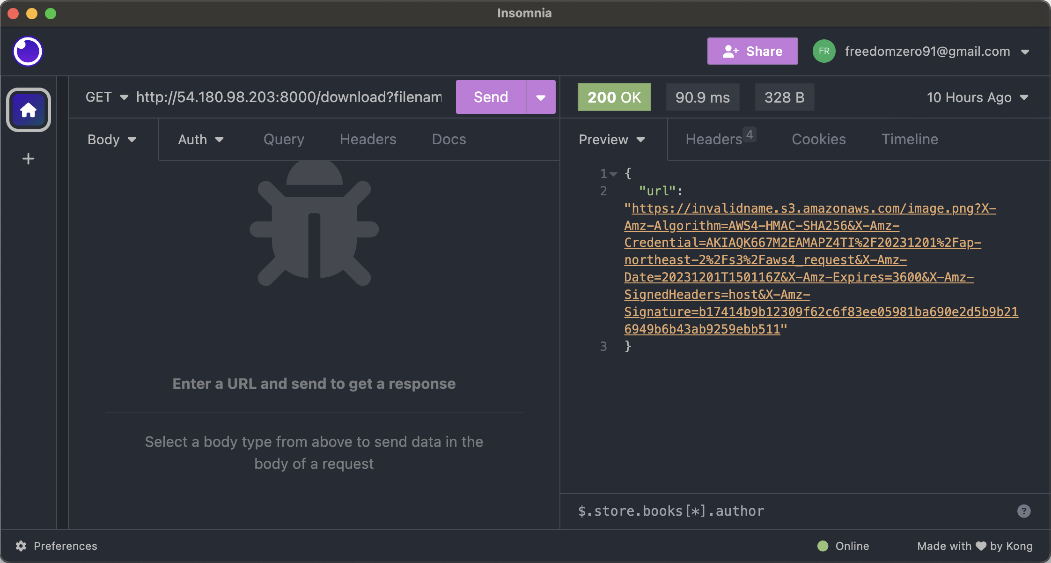 Insomnia
Share
FR
freedomzero91@gmail.com
GET http://54.180.98.203:8000/download?filenam
Send
200 OK
90.9 ms
328 B
10 Hours Ago
Body
Auth
Query
Headers
Docs
Preview
Headers 4
Cookies
Timeline
1 {
2 "url":
"https://invalidname.s3.amazonaws.com/image.png?X-
Amz-Algorithm=AWS4-HMAC-SHA256&X-Amz-
Credential=AKIAQK667M2EAMAPZ4TI%2F20231201%2Fap-
northeast-2%2Fs3%2Faws4_request&X-Amz-
Date=20231201T150116Z&X-Amz-Expires=3600&X-Amz-
SignedHeaders=host&X-Amz-
Signature=b17414b9b12309f62c6f83ee05981ba690e2d5b9b21
6949b6b43ab9259ebb511"
3 }
Enter a URL and send to get a response
Select a body type from above to send data in the
body of a request
$.store.books[*].author
?
Preferences
Online
Made with ♥ by Kong